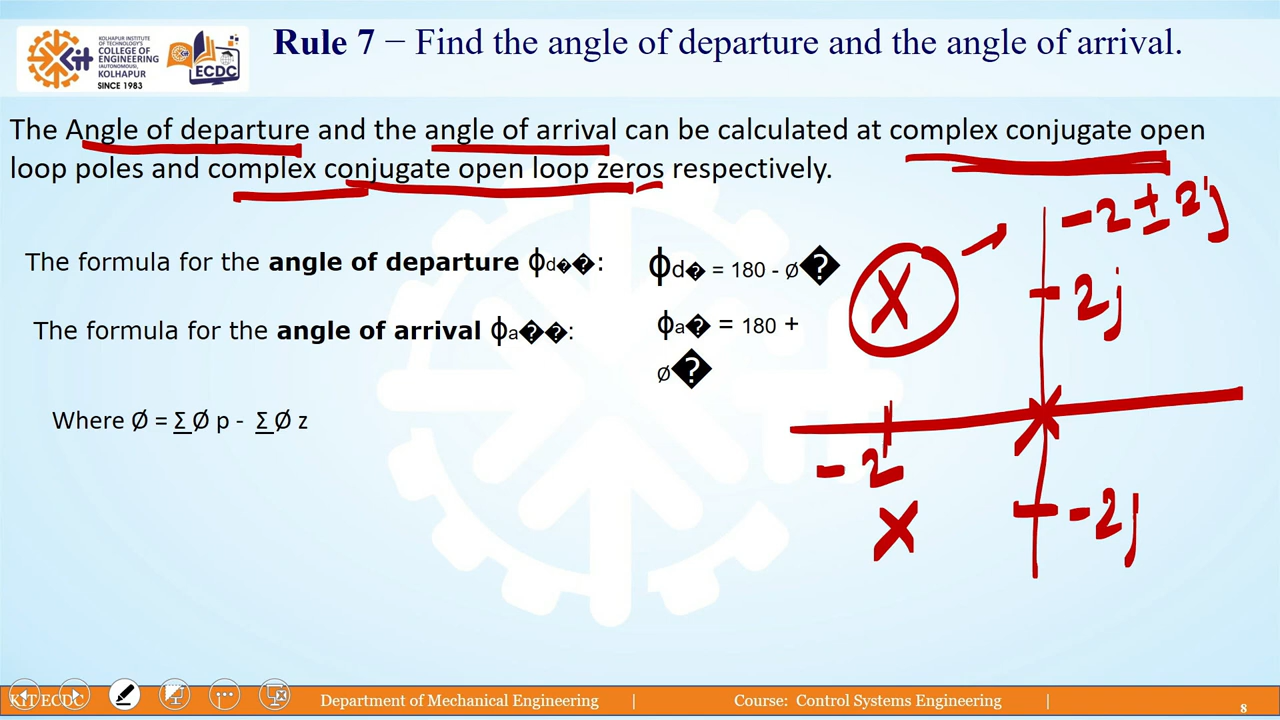 KOLHAPUR INSTITUTE
OF TECHNOLOGY'S
COLLEGE OF
ENGINEERING
(AUTONOMOUS),
KOLHAPUR
SINCE 1983
Kit
ECDC
Rule 7 − Find the angle of departure and the angle of arrival.
The Angle of departure and the angle of arrival can be calculated at complex conjugate open
loop poles and complex conjugate open loop zeros respectively.
The formula for the angle of departure ϕd��: ϕd� = 180 - ø�
The formula for the angle of arrival ϕa��: ϕa� = 180 +
ø�
Where Ø = Σ Ø p - Σ Ø z
-2 ± 2j
X
2j
-2
X
X
-2j
KIT ECDC Department of Mechanical Engineering | Course: Control Systems Engineering | 8